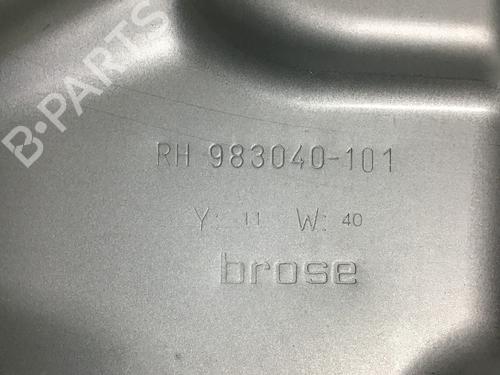 B-PARTS
RH 983040-101
Y: 11 W: 40
brose